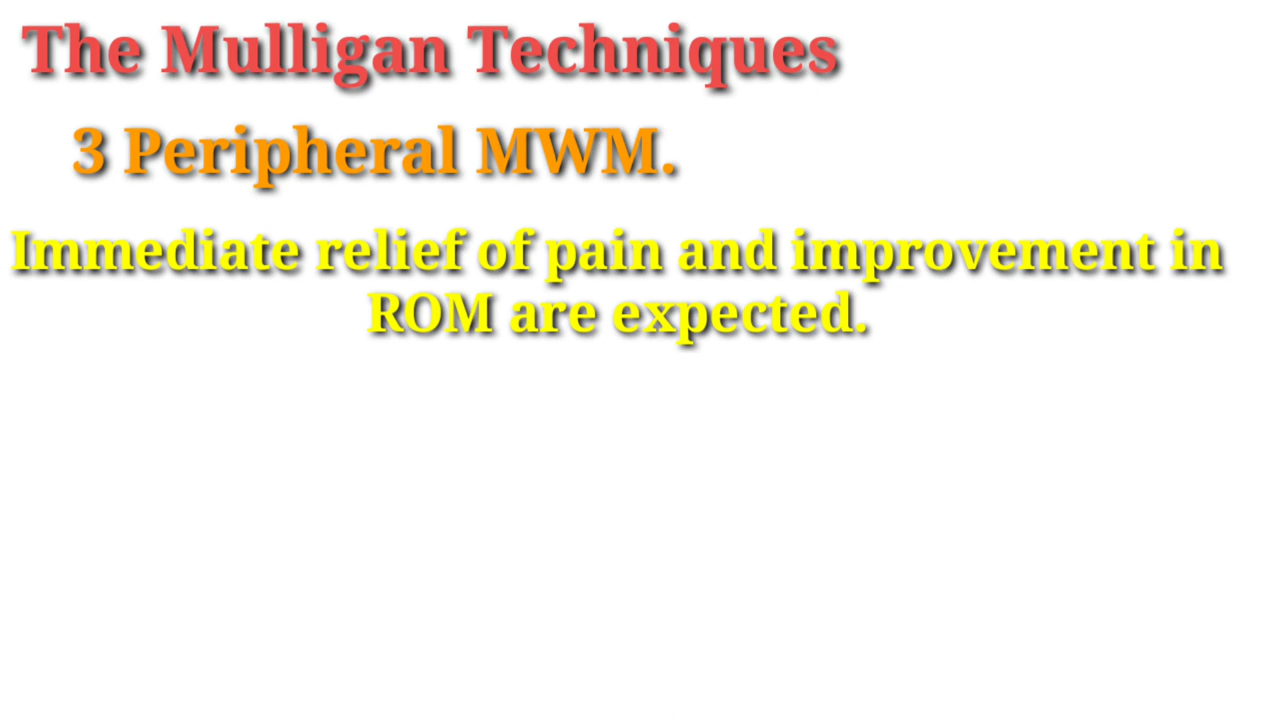 The Mulligan Techniques
3 Peripheral MWM.
Immediate relief of pain and improvement in
ROM are expected.